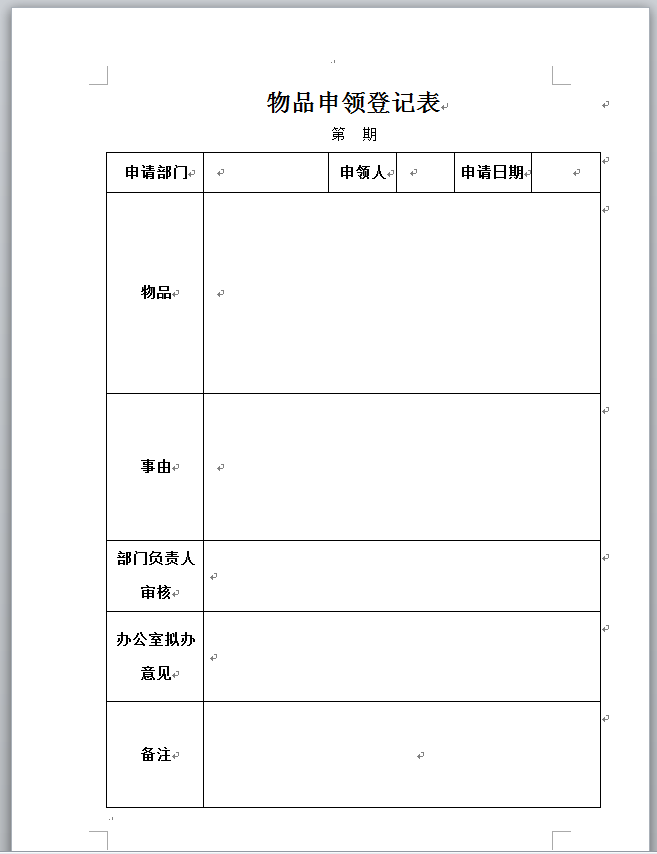 物品申领登记表
第 期
申请部门 申领人 申请日期
物品
事由
部门负责人
审核
办公室拟办
意见
备注